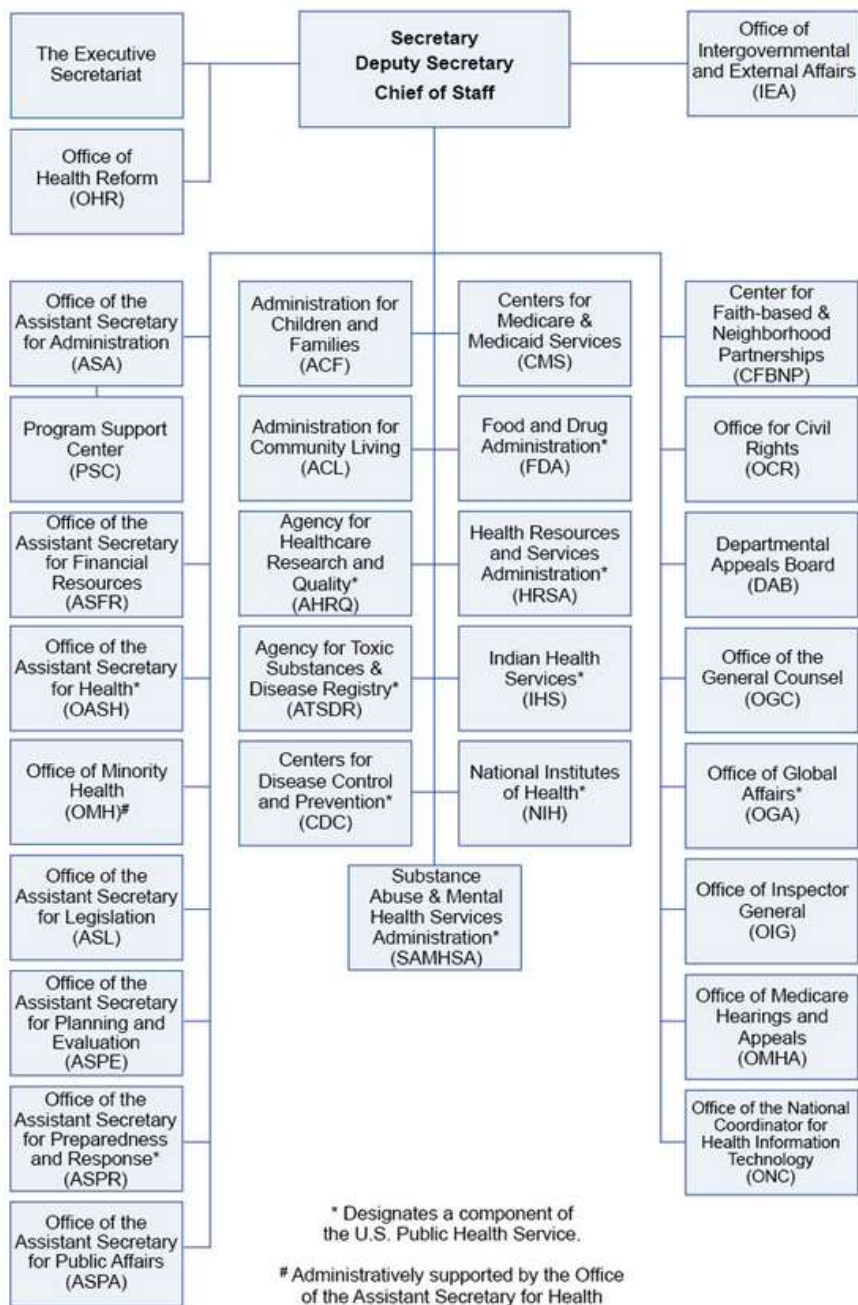 The Executive
Secretariat
Secretary
Deputy Secretary
Chief of Staff
Office of
Intergovernmental
and External Affairs
(IEA)
Office of
Health Reform
(OHR)
Office of the
Assistant Secretary
for Administration
(ASA)
Program Support
Center
(PSC)
Office of the
Assistant Secretary
for Financial
Resources
(ASFR)
Office of the
Assistant Secretary
for Health*
(OASH)
Office of Minority
Health
(OMH)#
Office of the
Assistant Secretary
for Legislation
(ASL)
Office of the
Assistant Secretary
for Planning and
Evaluation
(ASPE)
Office of the
Assistant Secretary
for Preparedness
and Response*
(ASPR)
Office of the
Assistant Secretary
for Public Affairs
(ASPA)
Administration for
Children and
Families
(ACF)
Administration for
Community Living
(ACL)
Agency for
Healthcare
Research and
Quality*
(AHRQ)
Agency for Toxic
Substances &
Disease Registry*
(ATSDR)
Centers for
Disease Control
and Prevention*
(CDC)
Centers for
Medicare &
Medicaid Services
(CMS)
Food and Drug
Administration*
(FDA)
Health Resources
and Services
Administration*
(HRSA)
Indian Health
Services*
(IHS)
National Institutes
of Health*
(NIH)
Substance
Abuse & Mental
Health Services
Administration*
(SAMHSA)
Center for
Faith-based &
Neighborhood
Partnerships
(CFBNP)
Office for Civil
Rights
(OCR)
Departmental
Appeals Board
(DAB)
Office of the
General Counsel
(OGC)
Office of Global
Affairs*
(OGA)
Office of Inspector
General
(OIG)
Office of Medicare
Hearings and
Appeals
(OMHA)
Office of the National
Coordinator for
Health Information
Technology
(ONC)
* Designates a component of
the U.S. Public Health Service.
# Administratively supported by the Office
of the Assistant Secretary for Health